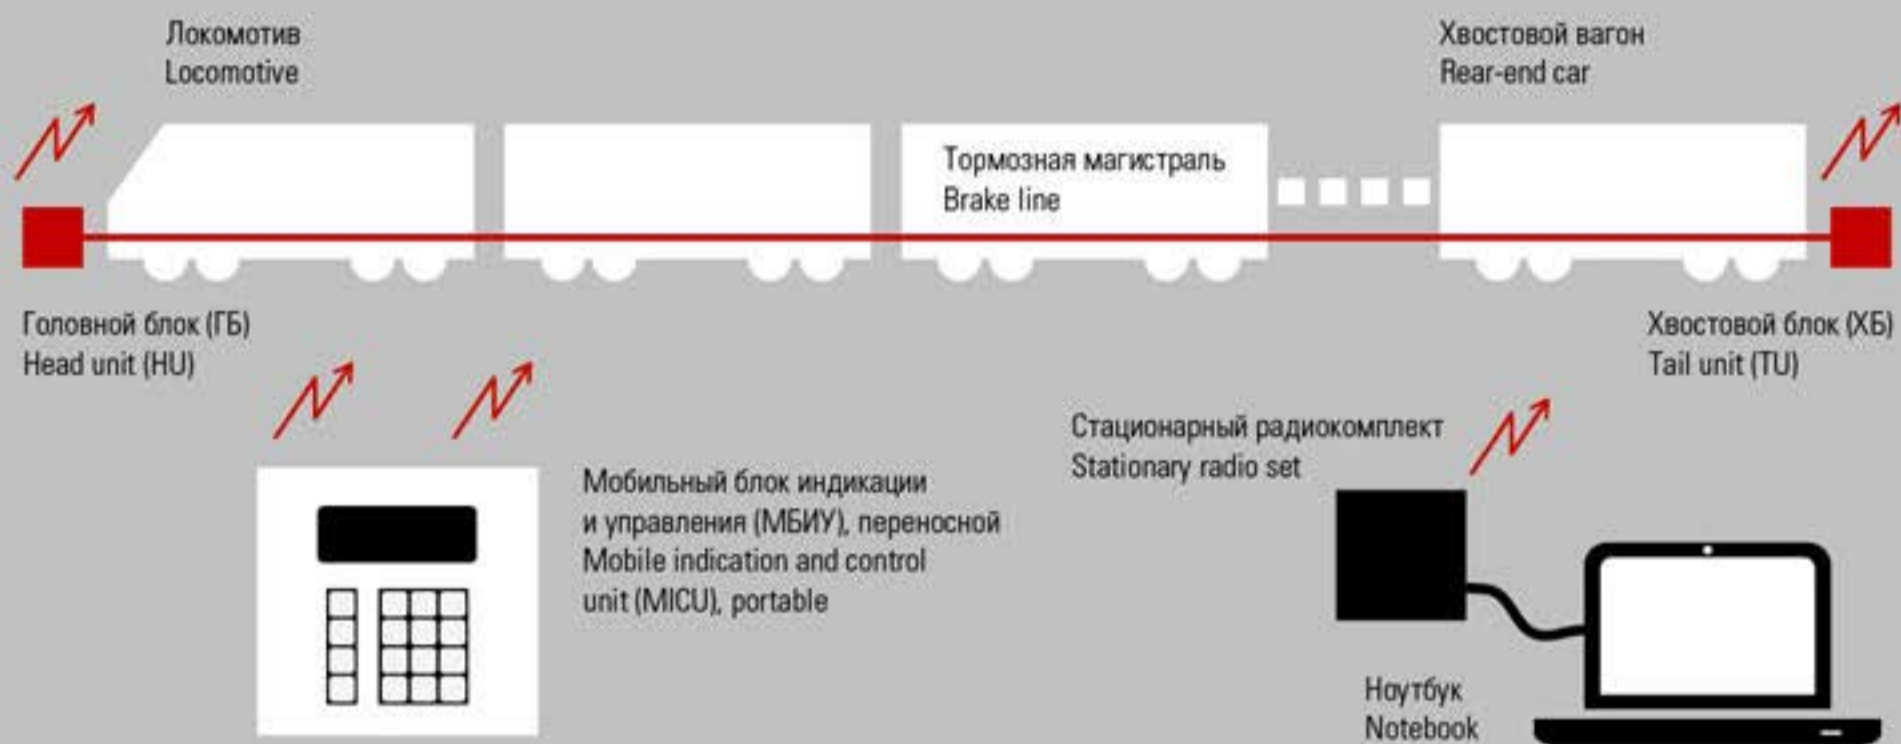 Локомотив
Locomotive
Хвостовой вагон
Rear-end car
Тормозная магистраль
Brake line
Головной блок (ГБ)
Head unit (HU)
Хвостовой блок (ХБ)
Tail unit (TU)
Стационарный радиокомплект
Stationary radio set
Мобильный блок индикации
и управления (МБИУ), переносной
Mobile indication and control
unit (MICU), portable
Ноутбук
Notebook